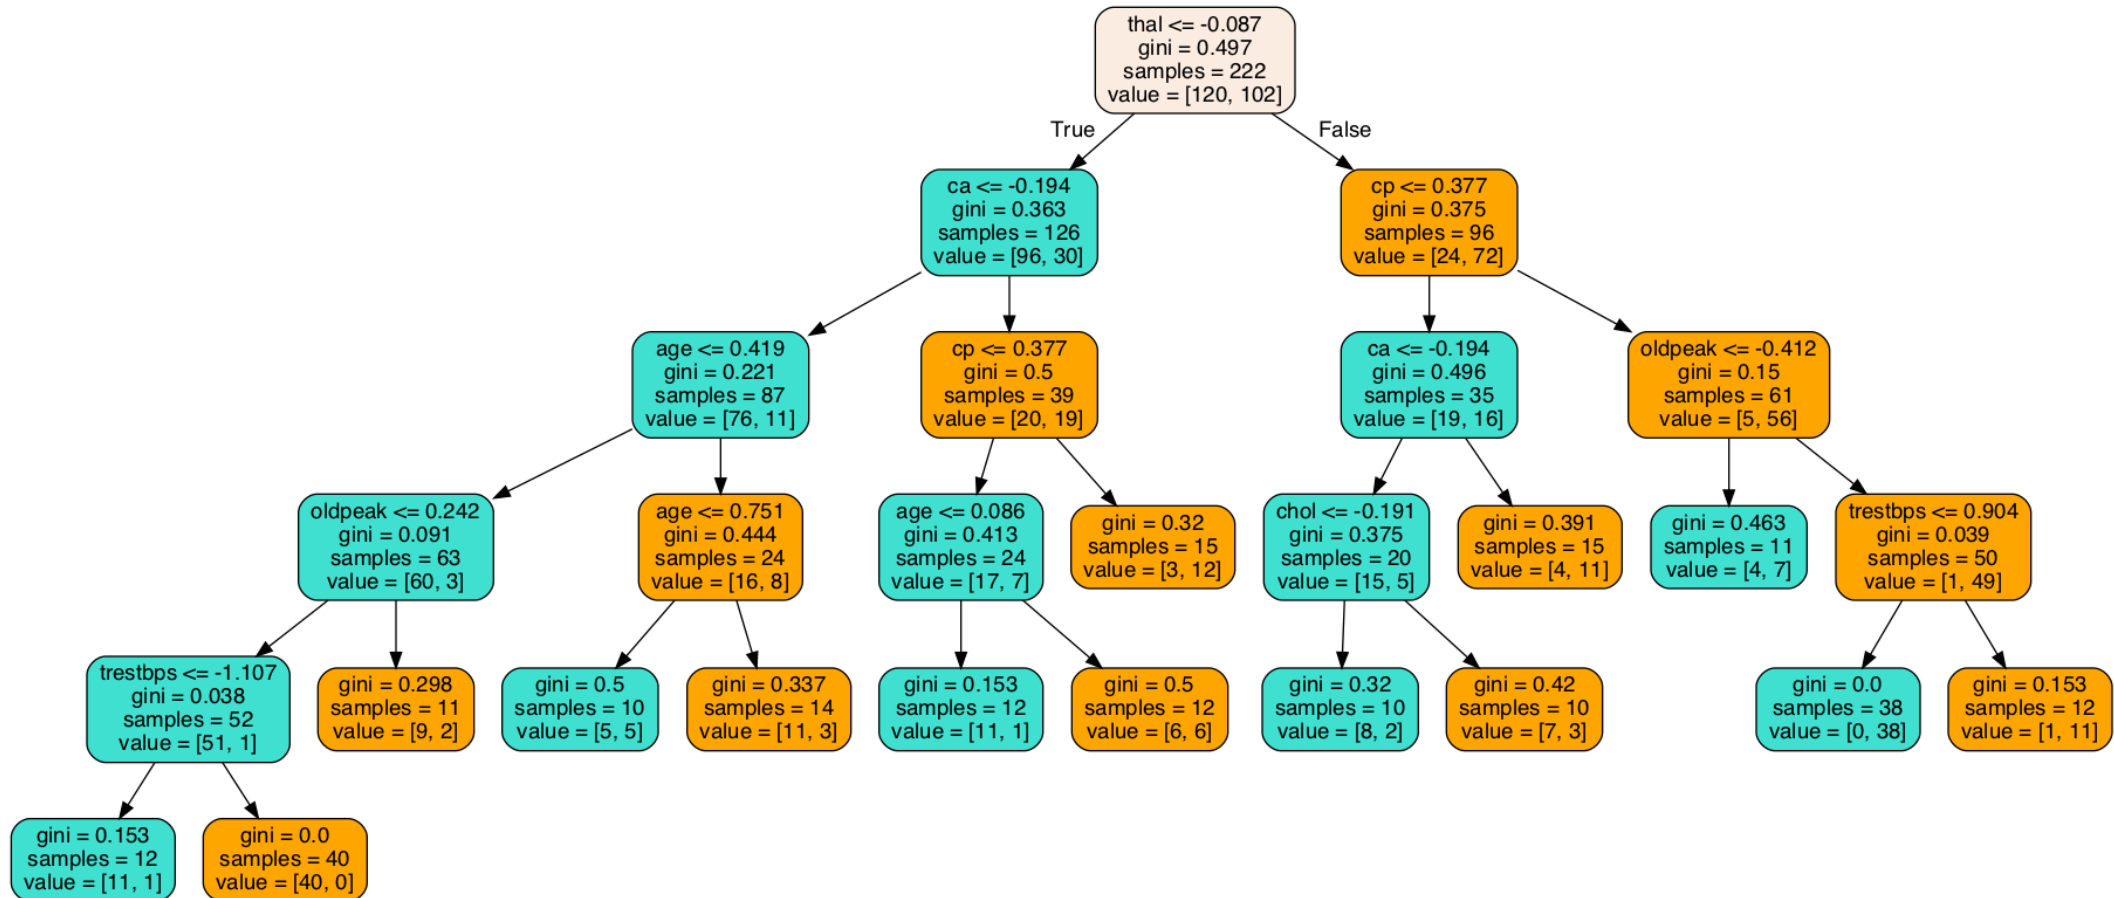 thal <= -0.087
gini = 0.497
samples = 222
value = [120, 102]
True
False
ca <= -0.194
gini = 0.363
samples = 126
value = [96, 30]
cp <= 0.377
gini = 0.375
samples = 96
value = [24, 72]
age <= 0.419
gini = 0.221
samples = 87
value = [76, 11]
cp <= 0.377
gini = 0.5
samples = 39
value = [20, 19]
ca <= -0.194
gini = 0.496
samples = 35
value = [19, 16]
oldpeak <= -0.412
gini = 0.15
samples = 61
value = [5, 56]
oldpeak <= 0.242
gini = 0.091
samples = 63
value = [60, 3]
age <= 0.751
gini = 0.444
samples = 24
value = [16, 8]
age <= 0.086
gini = 0.413
samples = 24
value = [17, 7]
gini = 0.32
samples = 15
value = [3, 12]
chol <= -0.191
gini = 0.375
samples = 20
value = [15, 5]
gini = 0.391
samples = 15
value = [4, 11]
gini = 0.463
samples = 11
value = [4, 7]
trestbps <= 0.904
gini = 0.039
samples = 50
value = [1, 49]
trestbps <= -1.107
gini = 0.038
samples = 52
value = [51, 1]
gini = 0.298
samples = 11
value = [9, 2]
gini = 0.5
samples = 10
value = [5, 5]
gini = 0.337
samples = 14
value = [11, 3]
gini = 0.153
samples = 12
value = [11, 1]
gini = 0.5
samples = 12
value = [6, 6]
gini = 0.32
samples = 10
value = [8, 2]
gini = 0.42
samples = 10
value = [7, 3]
gini = 0.0
samples = 38
value = [0, 38]
gini = 0.153
samples = 12
value = [1, 11]
gini = 0.153
samples = 12
value = [11, 1]
gini = 0.0
samples = 40
value = [40, 0]